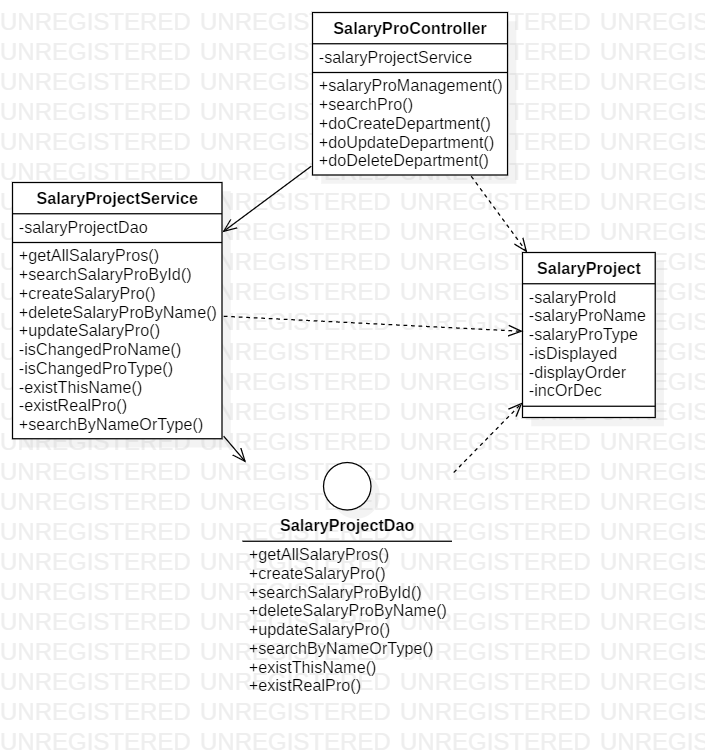 SalaryProController
-salaryProjectService
+salaryProManagement()
+searchPro()
+doCreateDepartment()
+doUpdateDepartment()
+doDeleteDepartment()
SalaryProjectService
-salaryProjectDao
+getAllSalaryPros()
+searchSalaryProById()
+createSalaryPro()
+deleteSalaryProByName()
+updateSalaryPro()
-isChangedProName()
-isChangedProType()
-existThisName()
-existRealPro()
+searchByNameOrType()
SalaryProject
-salaryProId
-salaryProName
-salaryProType
-isDisplayed
-displayOrder
-incOrDec
SalaryProjectDao
+getAllSalaryPros()
+createSalaryPro()
+searchSalaryProById()
+deleteSalaryProByName()
+updateSalaryPro()
+searchByNameOrType()
+existThisName()
+existRealPro()
UNREGISTERED